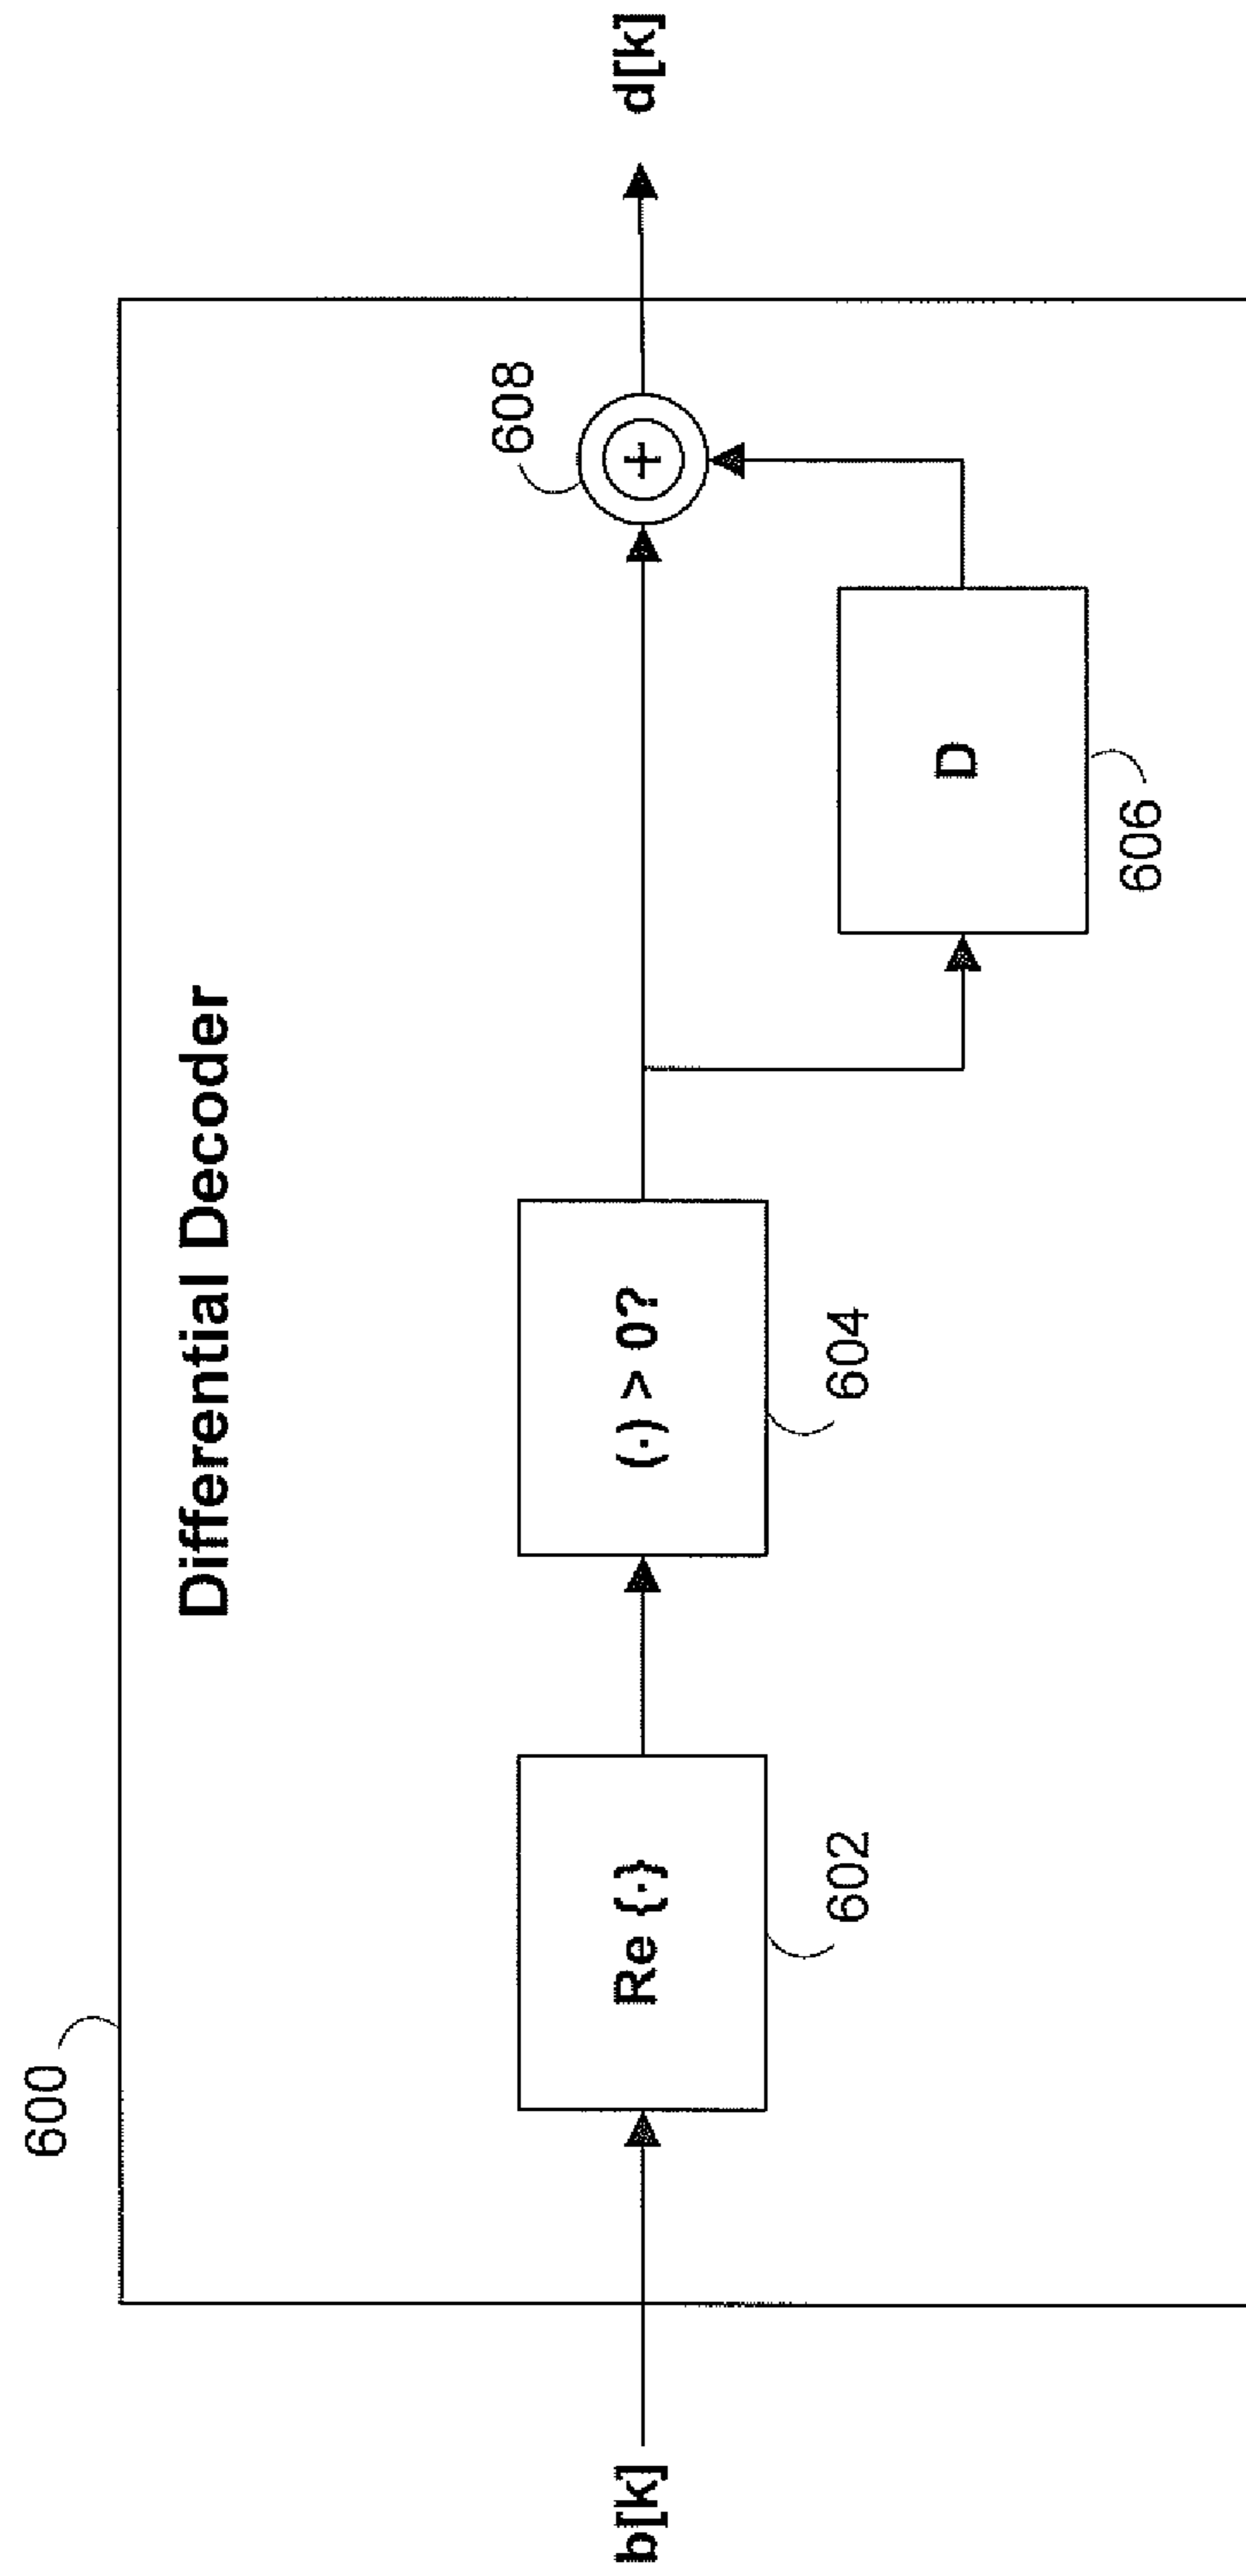 600
Differential Decoder
b[k]
Re {·}
602
(·) > 0?
604
D
606
+
608
d[k]